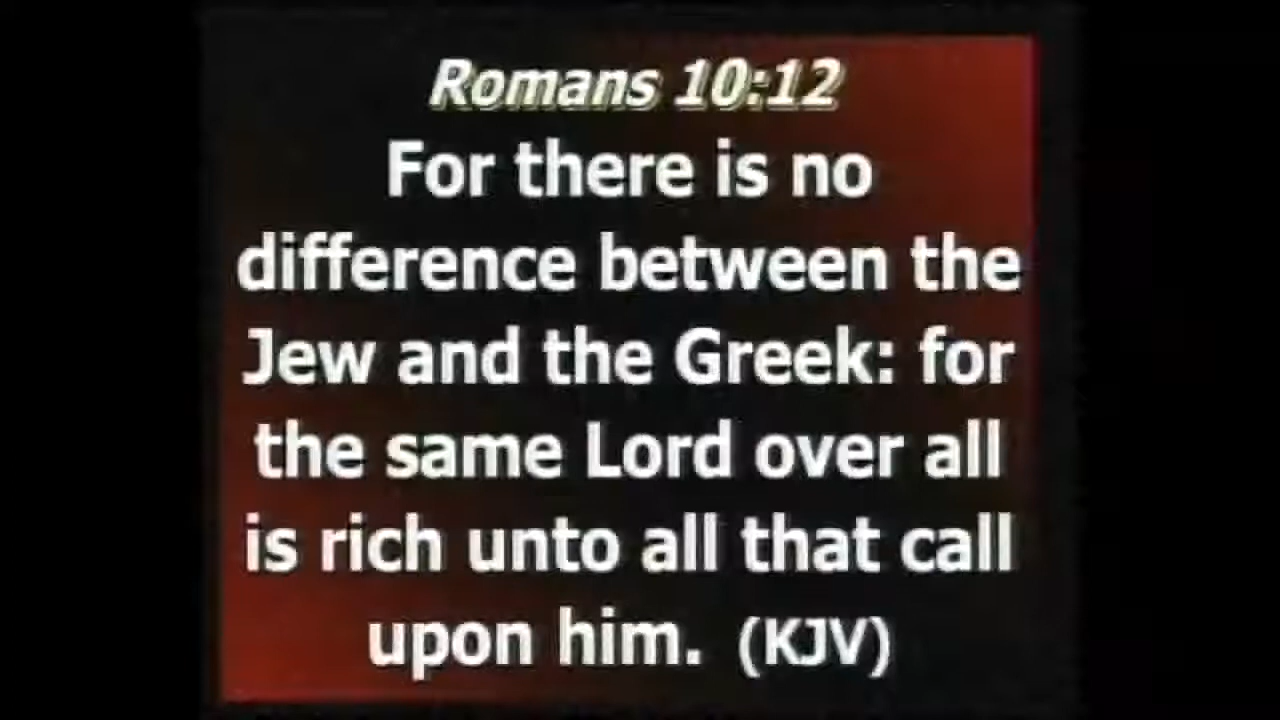 Romans 10:12
For there is no
difference between the
Jew and the Greek: for
the same Lord over all
is rich unto all that call
upon him. (KJV)